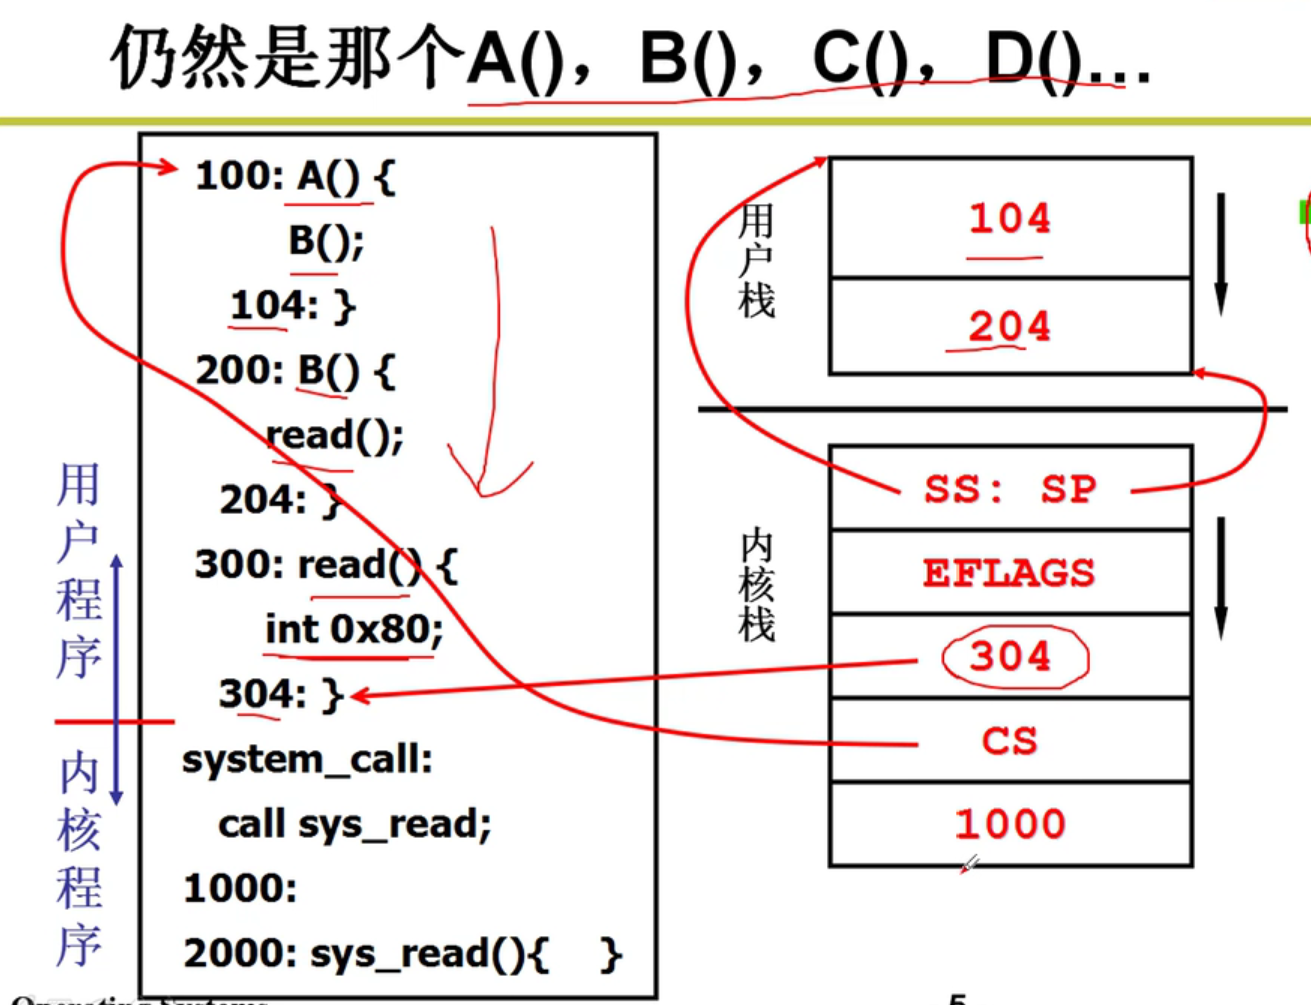 仍然是那个A()，B()，C()，D()…
100: A() {
B();
104: }
200: B() {
read();
204: }
300: read() {
int 0x80;
304: }
system_call:
call sys_read;
1000:
2000: sys_read(){ }
用户程序
内核程序
用户栈
104
204
内核栈
SS: SP
EFLAGS
304
CS
1000
Operating Systems
5